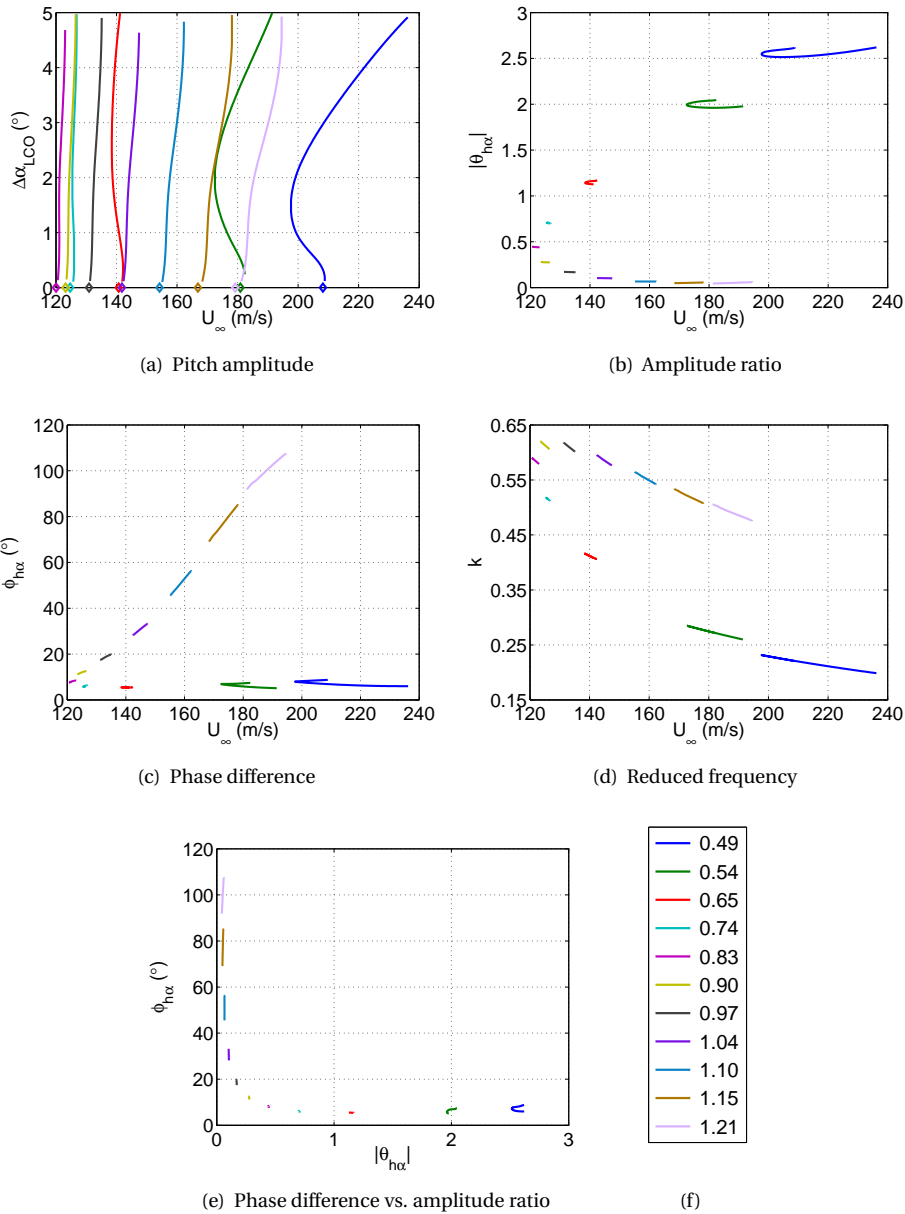 5
4
3
2
1
0
Δα_LCO (°)
120 140 160 180 200 220 240
U_∞ (m/s)
(a) Pitch amplitude
3
2.5
2
1.5
1
0.5
0
|θ_hα|
120 140 160 180 200 220 240
U_∞ (m/s)
(b) Amplitude ratio
120
100
80
60
40
20
0
ϕ_hα (°)
120 140 160 180 200 220 240
U_∞ (m/s)
(c) Phase difference
0.65
0.55
0.45
0.35
0.25
0.15
k
120 140 160 180 200 220 240
U_∞ (m/s)
(d) Reduced frequency
120
100
80
60
40
20
0
ϕ_hα (°)
0 1 2 3
|θ_hα|
(e) Phase difference vs. amplitude ratio
0.49
0.54
0.65
0.74
0.83
0.90
0.97
1.04
1.10
1.15
1.21
(f)